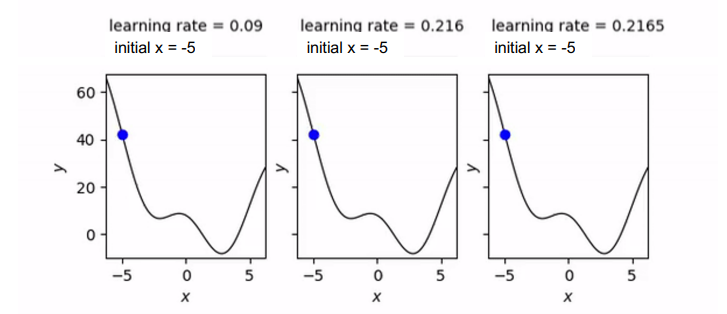 learning rate = 0.09
initial x = -5
learning rate = 0.216
initial x = -5
learning rate = 0.2165
initial x = -5
60
40
20
0
y
−5 0 5
x
y
−5 0 5
x
y
−5 0 5
x